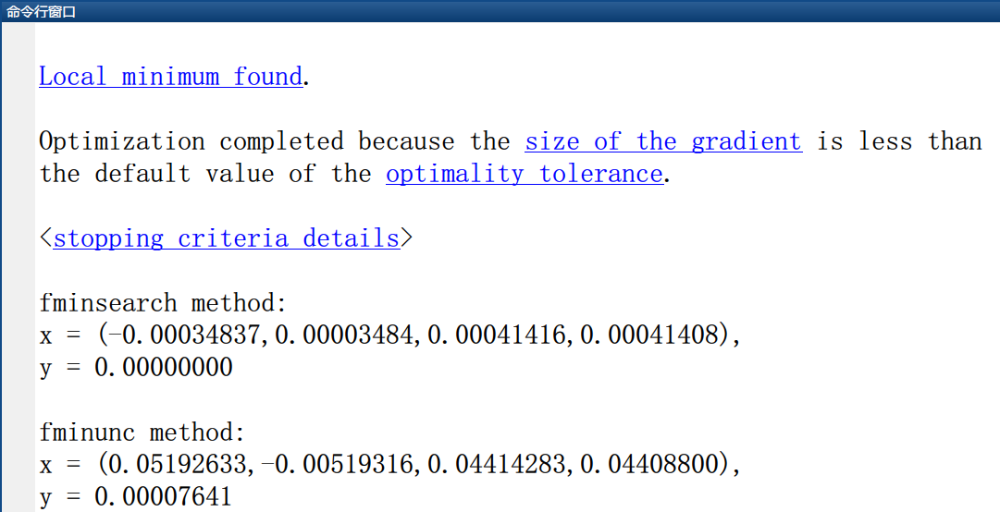 命令行窗口
Local minimum found.
Optimization completed because the size of the gradient is less than
the default value of the optimality tolerance.
<stopping criteria details>
fminsearch method:
x = (-0.00034837,0.00003484,0.00041416,0.00041408),
y = 0.00000000
fminunc method:
x = (0.05192633,-0.00519316,0.04414283,0.04408800),
y = 0.00007641